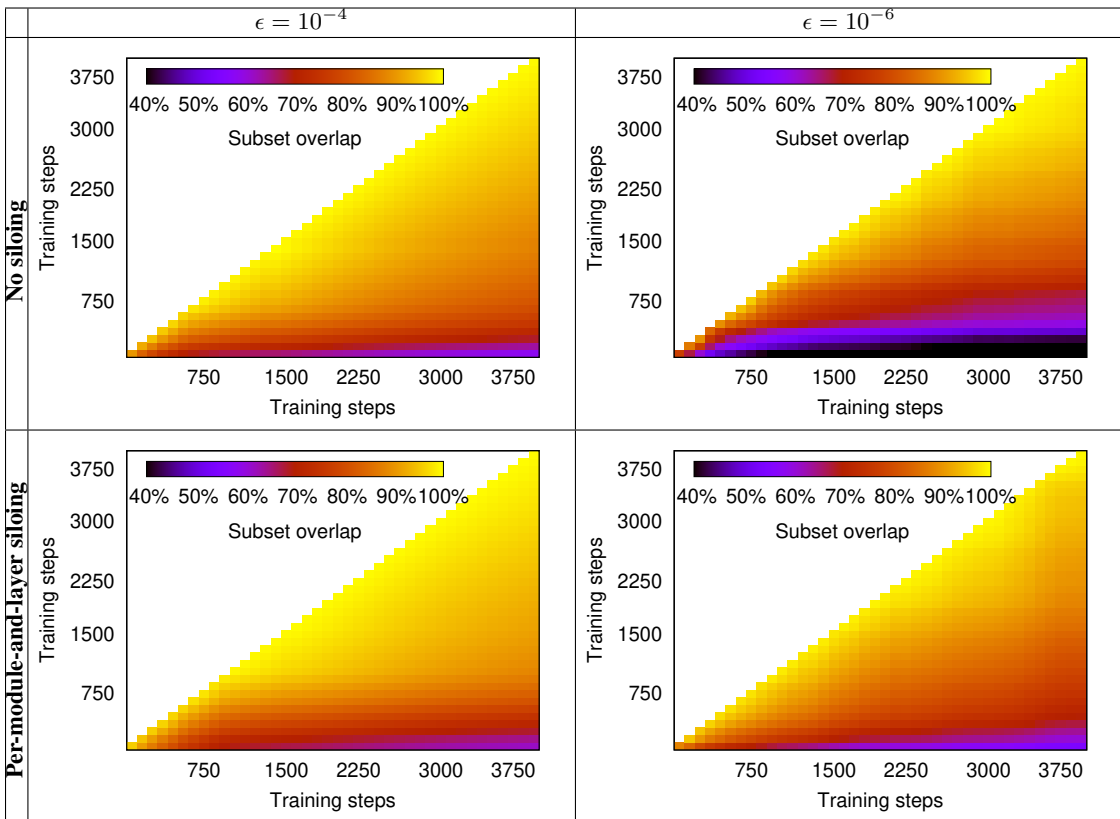 ϵ = 10⁻⁴
ϵ = 10⁻⁶
No siloing
3750
3000
2250
1500
750
Training steps
40% 50% 60% 70% 80% 90% 100%
Subset overlap
750 1500 2250 3000 3750
Training steps
3750
3000
2250
1500
750
Training steps
40% 50% 60% 70% 80% 90% 100%
Subset overlap
750 1500 2250 3000 3750
Training steps
Per-module-and-layer siloing
3750
3000
2250
1500
750
Training steps
40% 50% 60% 70% 80% 90% 100%
Subset overlap
750 1500 2250 3000 3750
Training steps
3750
3000
2250
1500
750
Training steps
40% 50% 60% 70% 80% 90% 100%
Subset overlap
750 1500 2250 3000 3750
Training steps